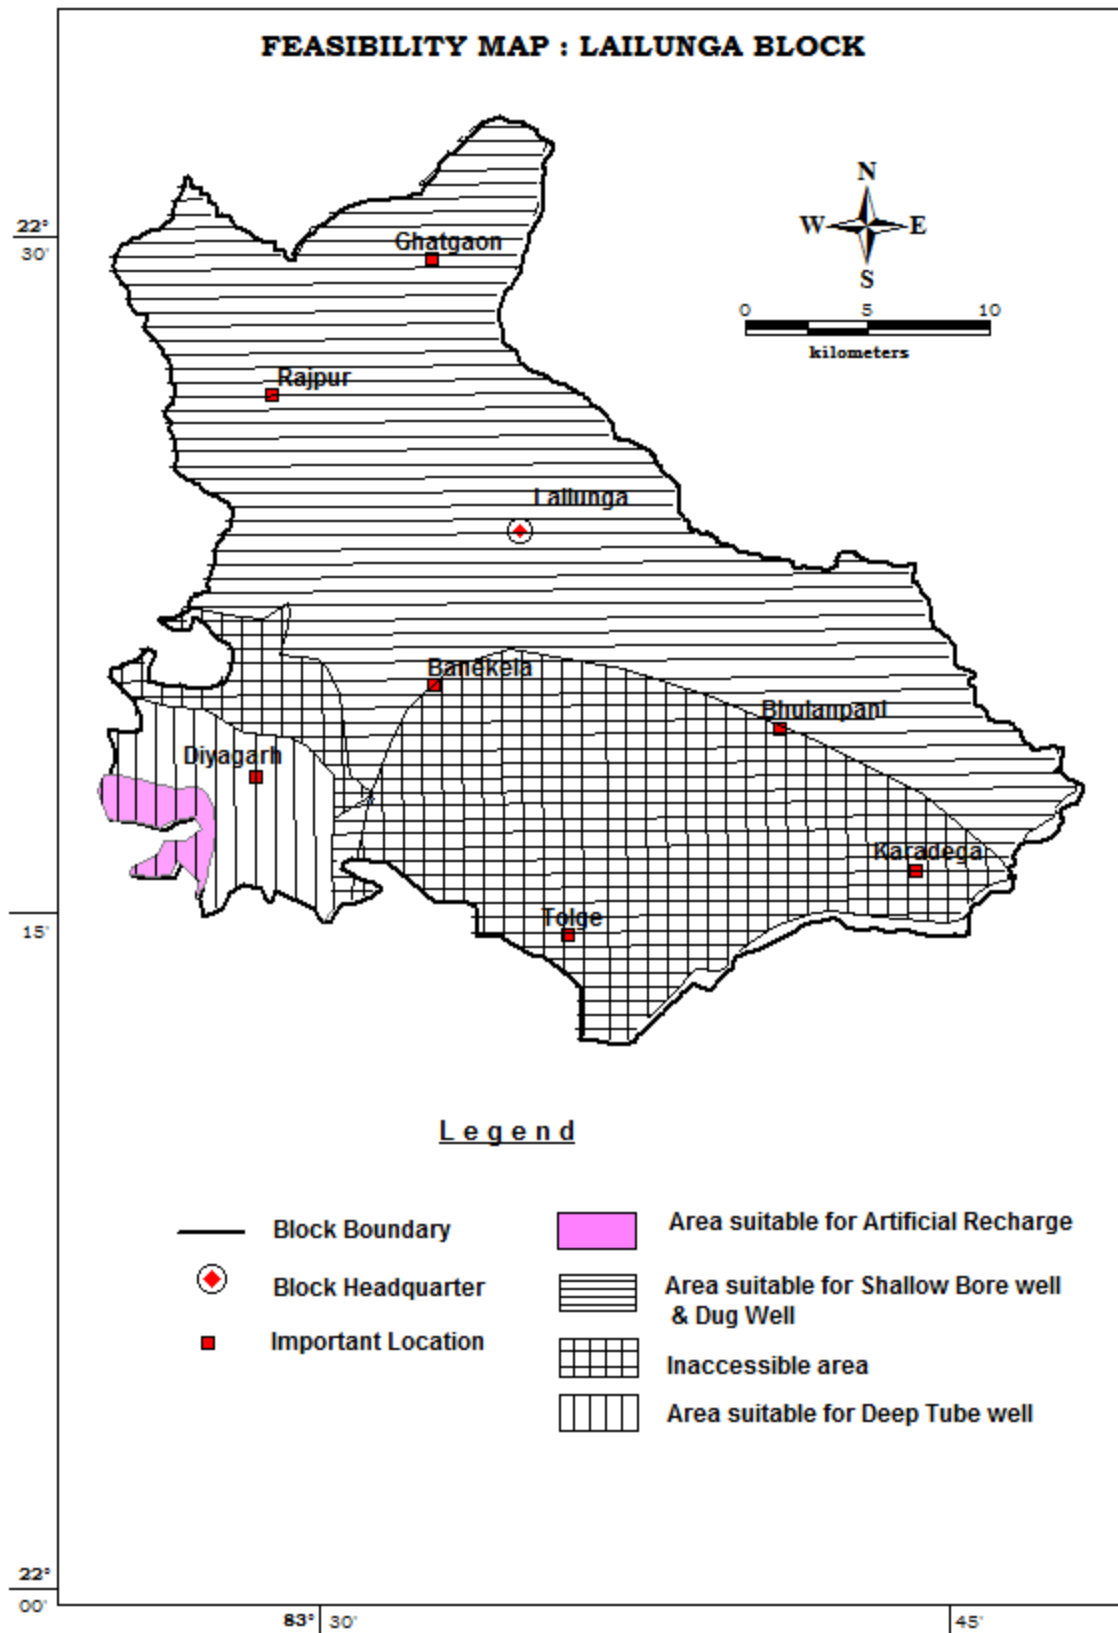 FEASIBILITY MAP : LAILUNGA BLOCK
N
W E
S
22°
30'
Ghatgaon
0 5 10
kilometers
Rajpur
Lailunga
Banekela
Bhulanpani
Diyagarh
Karadega
Tolge
15'
Legend
Block Boundary
Block Headquarter
Important Location
Area suitable for Artificial Recharge
Area suitable for Shallow Bore well
& Dug Well
Inaccessible area
Area suitable for Deep Tube well
22°
00'
83° 30' 45'